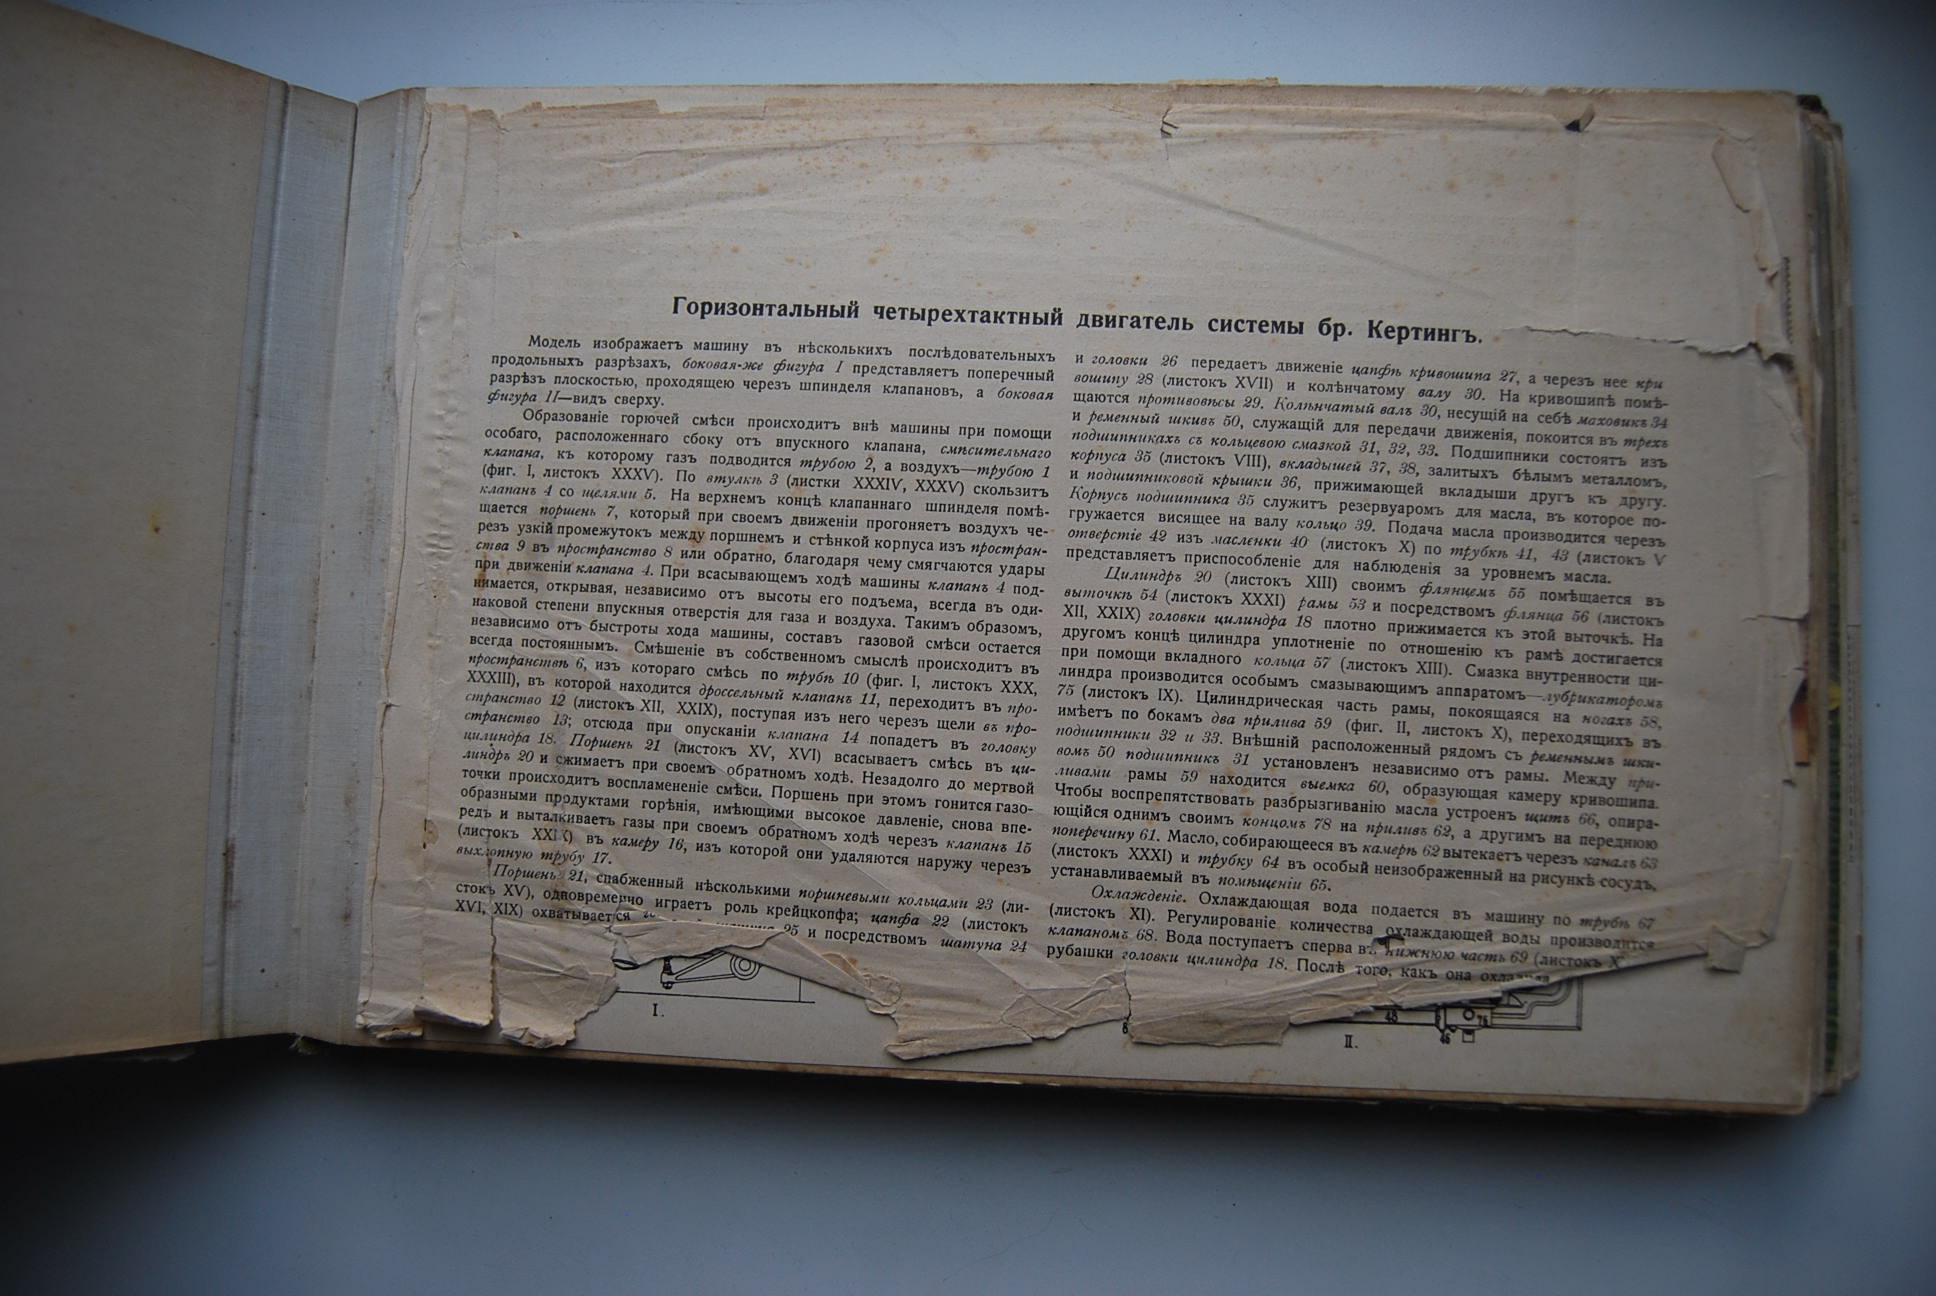 Горизонтальный четырехтактный двигатель системы бр. Кертингъ.
Модель изображаетъ машину въ нѣсколькихъ послѣдовательныхъ
продольныхъ разрѣзахъ, боковая-же фигура I представляетъ поперечный
разрѣзъ плоскостью, проходящею черезъ шпинделя клапановъ, а боковая
фигура II—видъ сверху.
Образованіе горючей смѣси происходитъ внѣ машины при помощи
особаго, расположеннаго сбоку отъ впускного клапана, смѣсительнаго
клапана, къ которому газъ подводится трубою 2, а воздухъ—трубою 1
(фиг. I, листокъ XXXV). По втулкѣ 3 (листки XXXIV, XXXV) скользитъ
клапанъ 4 со щелями 5. На верхнемъ концѣ клапаннаго шпинделя помѣ-
щается поршень 7, который при своемъ движеніи прогоняетъ воздухъ че-
резъ узкій промежутокъ между поршнемъ и стѣнкой корпуса изъ простран-
ства 9 въ пространство 8 или обратно, благодаря чему смягчаются удары
при движеніи клапана 4. При всасывающемъ ходѣ машины клапанъ 4 под-
нимается, открывая, независимо отъ высоты его подъема, всегда въ оди-
наковой степени впускныя отверстія для газа и воздуха. Такимъ образомъ,
независимо отъ быстроты хода машины, составъ газовой смѣси остается
всегда постояннымъ. Смѣшеніе въ собственномъ смыслѣ происходитъ въ
пространствѣ 6, изъ котораго смѣсь по трубѣ 10 (фиг. I, листокъ XXX,
XXXIII), въ которой находится дроссельный клапанъ 11, переходитъ въ про-
странство 12 (листокъ XII, XXIX), поступая изъ него черезъ щели въ про-
странство 13; отсюда при опусканіи клапана 14 попадетъ въ головку
цилиндра 18. Поршень 21 (листокъ XV, XVI) всасываетъ смѣсь въ ци-
линдръ 20 и сжимаетъ при своемъ обратномъ ходѣ. Незадолго до мертвой
точки происходитъ воспламененіе смѣси. Поршень при этомъ гонится газо-
образными продуктами горѣнія, имѣющими высокое давленіе, снова впе-
редъ и выталкиваетъ газы при своемъ обратномъ ходѣ черезъ клапанъ 15
(листокъ XXIX) въ камеру 16, изъ которой они удаляются наружу черезъ
выхлопную трубу 17.
Поршень 21, снабженный нѣсколькими поршневыми кольцами 23 (ли-
стокъ XV), одновременно играетъ роль крейцкопфа; цапфа 22 (листокъ
XVI, XIX) охватывается 25 и посредствомъ шатуна 24
и головки 26 передаетъ движеніе цапфѣ кривошипа 27, а черезъ нее кри
вошипу 28 (листокъ XVII) и колѣнчатому валу 30. На кривошипѣ помѣ-
щаются противовѣсы 29. Колѣнчатый валъ 30, несущій на себѣ маховикъ 34
и ременный шкивъ 50, служащій для передачи движенія, покоится въ трехъ
подшипникахъ съ кольцевою смазкой 31, 32, 33. Подшипники состоятъ изъ
корпуса 35 (листокъ VIII), вкладышей 37, 38, залитыхъ бѣлымъ металломъ,
и подшипниковой крышки 36, прижимающей вкладыши другъ къ другу.
Корпусъ подшипника 35 служитъ резервуаромъ для масла, въ которое по-
гружается висящее на валу кольцо 39. Подача масла производится черезъ
отверстіе 42 изъ масленки 40 (листокъ X) по трубкѣ 41, 43 (листокъ V
представляетъ приспособленіе для наблюденія за уровнемъ масла.
Цилиндръ 20 (листокъ XIII) своимъ флянцемъ 55 помѣщается въ
выточкѣ 54 (листокъ XXXI) рамы 53 и посредствомъ флянца 56 (листокъ
XII, XXIX) головки цилиндра 18 плотно прижимается къ этой выточкѣ. На
другомъ концѣ цилиндра уплотненіе по отношенію къ рамѣ достигается
при помощи вкладного кольца 57 (листокъ XIII). Смазка внутренности ци-
линдра производится особымъ смазывающимъ аппаратомъ—лубрикаторомъ
75 (листокъ IX). Цилиндрическая часть рамы, покоящаяся на ногахъ 58,
имѣетъ по бокамъ два прилива 59 (фиг. II, листокъ X), переходящихъ въ
подшипники 32 и 33. Внѣшній расположенный рядомъ съ ременнымъ шки-
вомъ 50 подшипникъ 31 установленъ независимо отъ рамы. Между при-
ливами рамы 59 находится выемка 60, образующая камеру кривошипа.
Чтобы воспрепятствовать разбрызгиванію масла устроенъ щитъ 66, опира-
ющійся однимъ своимъ концомъ 78 на приливъ 62, а другимъ на переднюю
поперечину 61. Масло, собирающееся въ камерѣ 62 вытекаетъ черезъ каналъ 63
(листокъ XXXI) и трубку 64 въ особый неизображенный на рисункѣ сосудъ,
устанавливаемый въ помѣщеніи 65.
Охлажденіе. Охлаждающая вода подается въ машину по трубѣ 67
(листокъ XI). Регулированіе количества охлаждающей воды производится
клапаномъ 68. Вода поступаетъ сперва въ нижнюю часть 69 (листокъ X
рубашки головки цилиндра 18. Послѣ того, какъ она
I.
6
48
76
46
II.